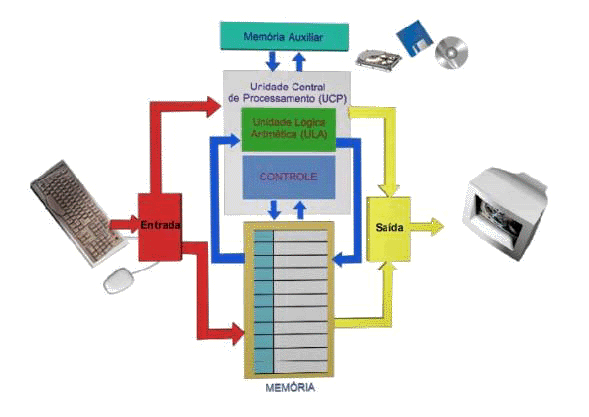 Memória Auxiliar
Unidade Central
de Processamento (UCP)
Unidade Lógica
Aritmética (ULA)
CONTROLE
Entrada
Saída
MEMÓRIA